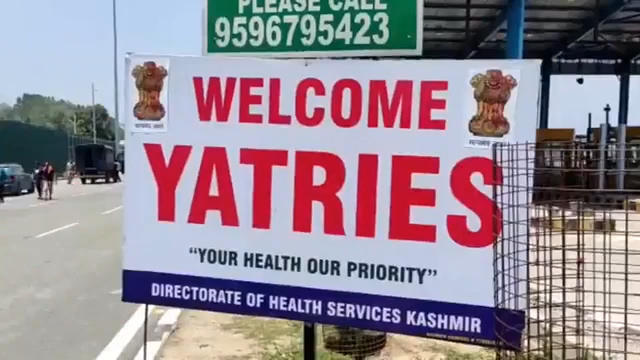 PLEASE CALL
9596795423
WELCOME
YATRIES
"YOUR HEALTH OUR PRIORITY"
DIRECTORATE OF HEALTH SERVICES KASHMIR